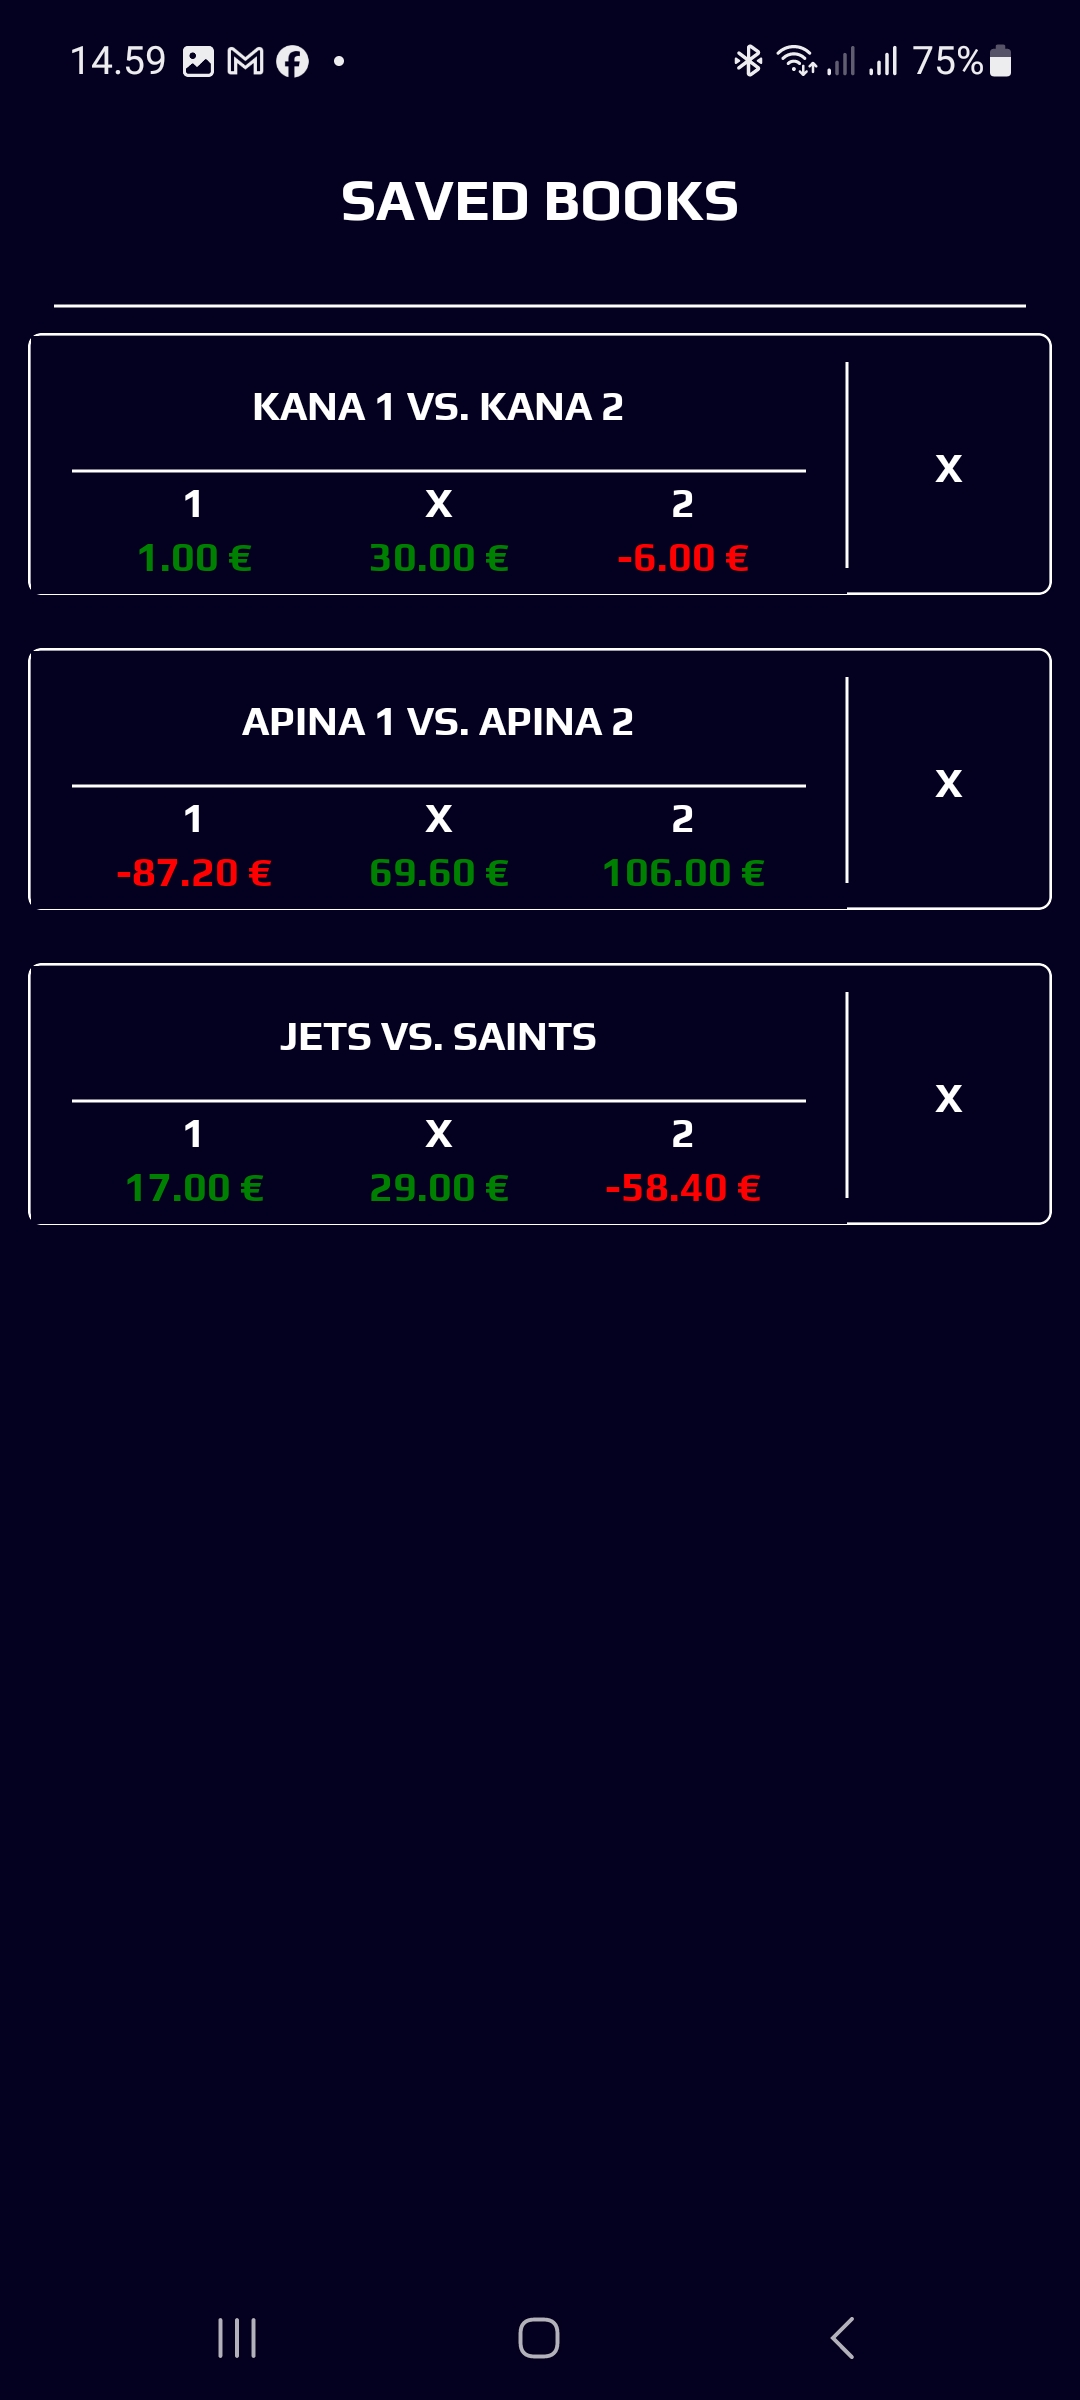 14.59 75%
SAVED BOOKS
KANA 1 VS. KANA 2
X
1 X 2
1.00 € 30.00 € -6.00 €
APINA 1 VS. APINA 2
X
1 X 2
-87.20 € 69.60 € 106.00 €
JETS VS. SAINTS
X
1 X 2
17.00 € 29.00 € -58.40 €